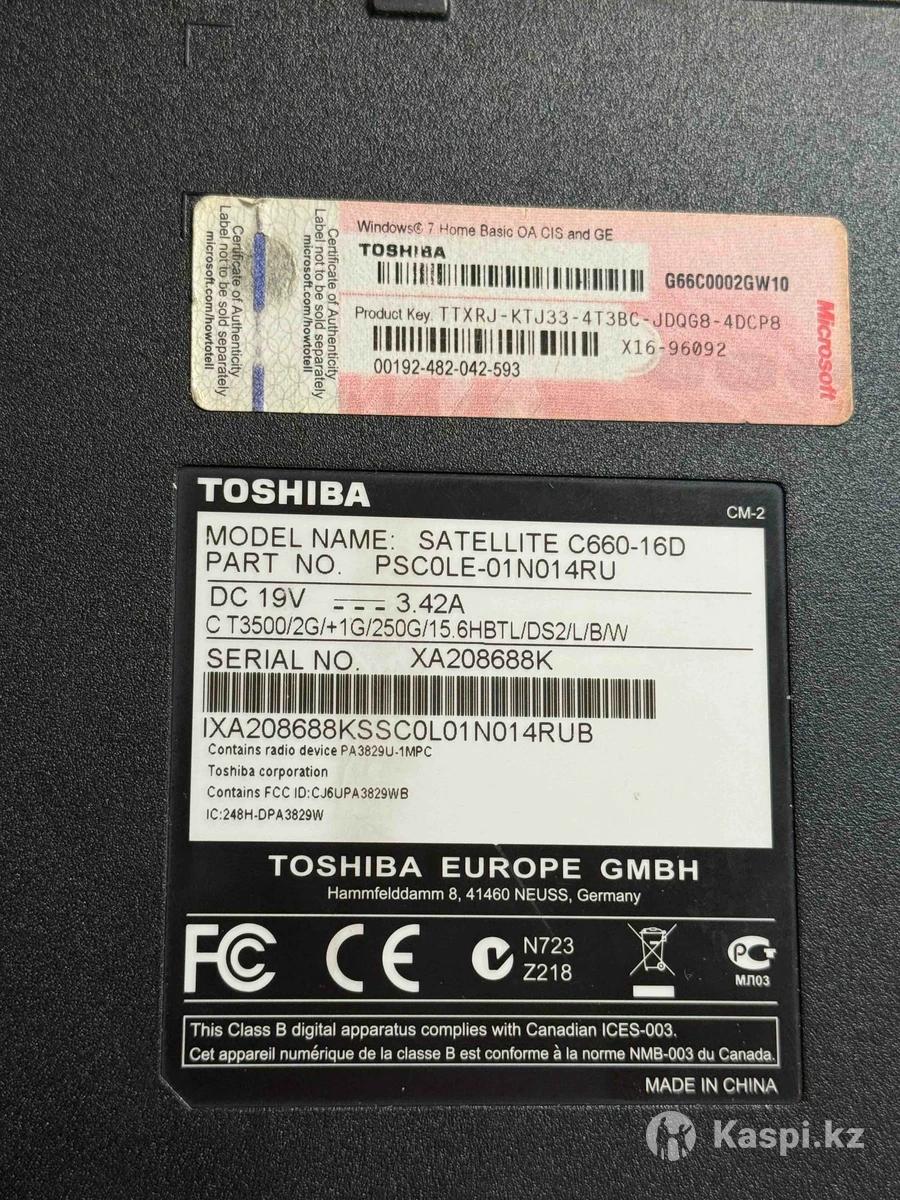 Certificate of Authenticity
Label not to be sold separately
microsoft.com/howtotell
Certificate of Authenticity
Label not to be sold separately
microsoft.com/howtotell
Windows® 7 Home Basic OA CIS and GE
TOSHIBA
G66C0002GW10
Product Key: TTXRJ-KTJ33-4T3BC-JDQG8-4DCP8
X16-96092
00192-482-042-593
Microsoft
TOSHIBA
CM-2
MODEL NAME: SATELLITE C660-16D
PART NO. PSC0LE-01N014RU
DC 19V 3.42A
C T3500/2G/+1G/250G/15.6HBTL/DS2/L/B/W
SERIAL NO. XA208688K
IXA208688KSSC0L01N014RUB
Contains radio device PA3829U-1MPC
Toshiba corporation
Contains FCC ID:CJ6UPA3829WB
IC:248H-DPA3829W
TOSHIBA EUROPE GMBH
Hammfelddamm 8, 41460 NEUSS, Germany
FC CE N723
Z218
МЛ03
This Class B digital apparatus complies with Canadian ICES-003.
Cet appareil numérique de la classe B est conforme à la norme NMB-003 du Canada.
MADE IN CHINA
Kaspi.kz